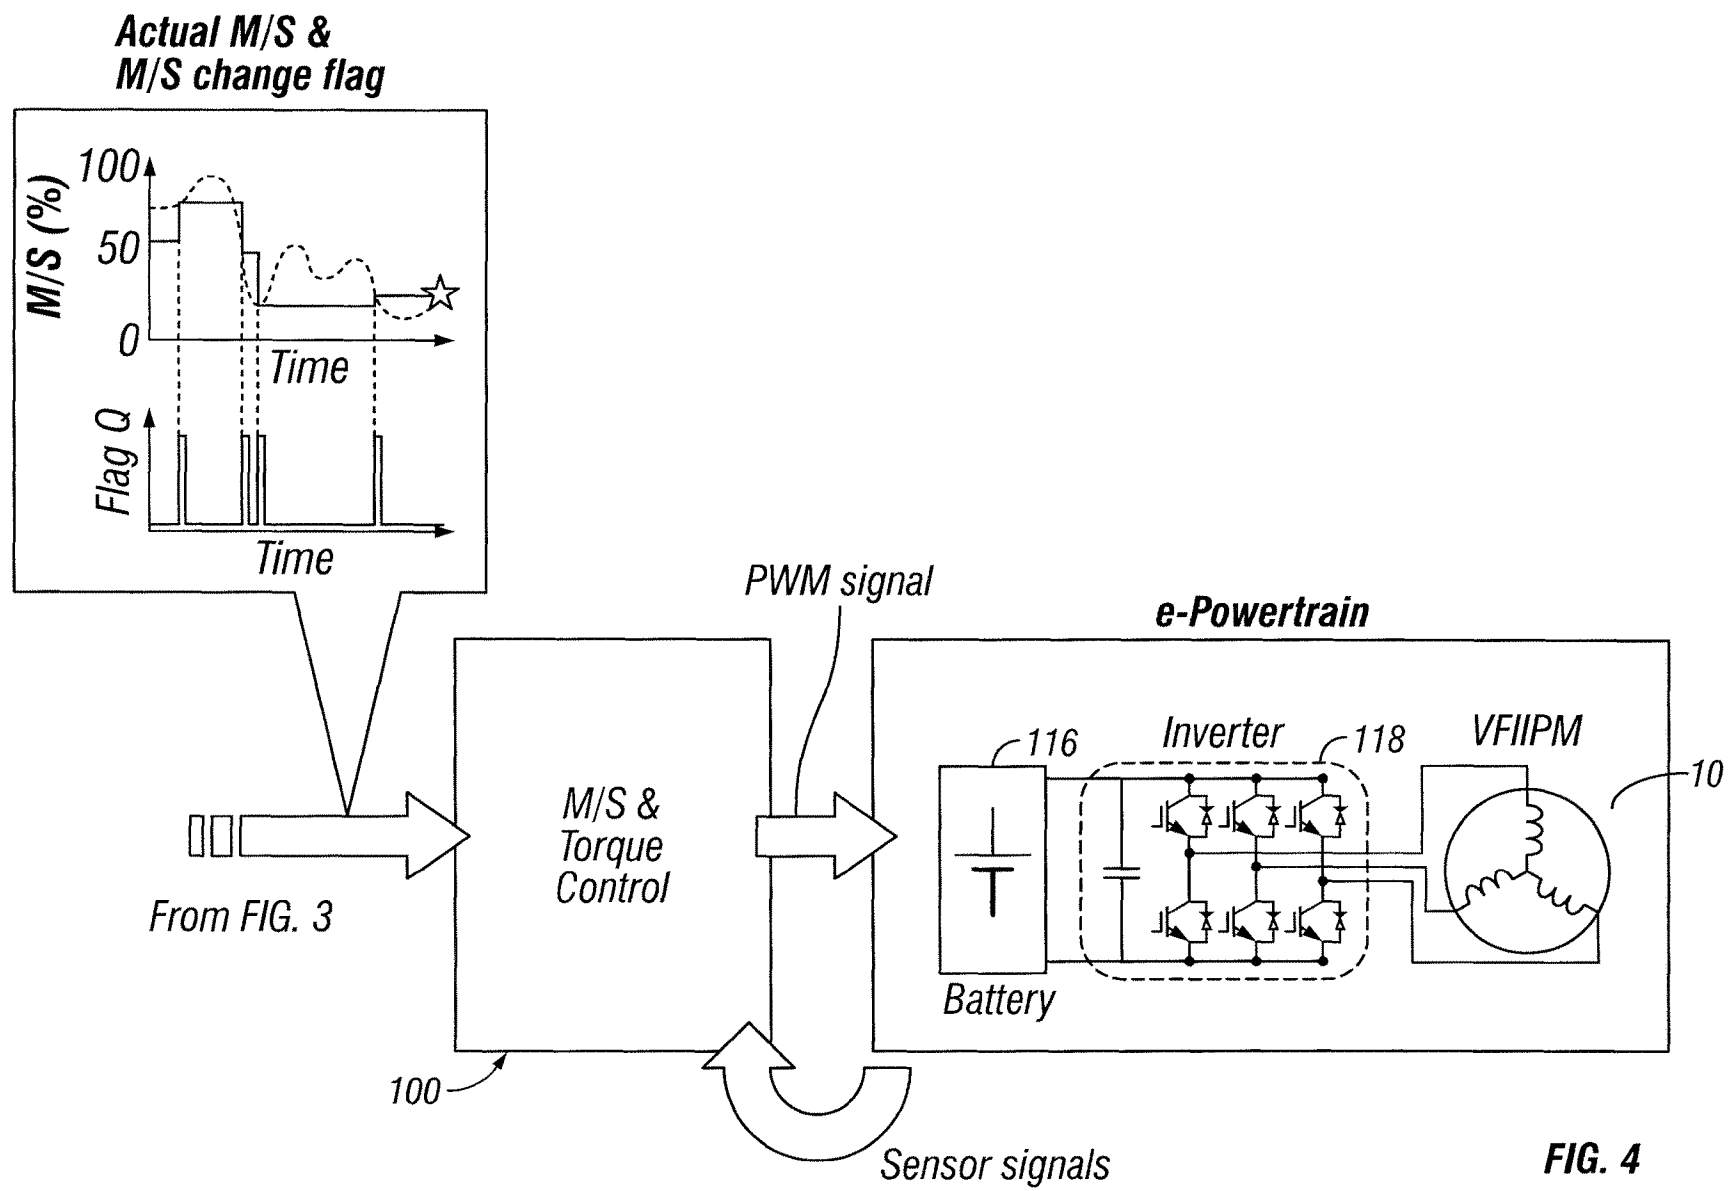 Actual M/S &
M/S change flag
M/S (%)
100
50
0
Time
Flag Q
Time
From FIG. 3
M/S &
Torque
Control
100
PWM signal
Sensor signals
e-Powertrain
116
Battery
Inverter
118
VFIIPM
10
FIG. 4